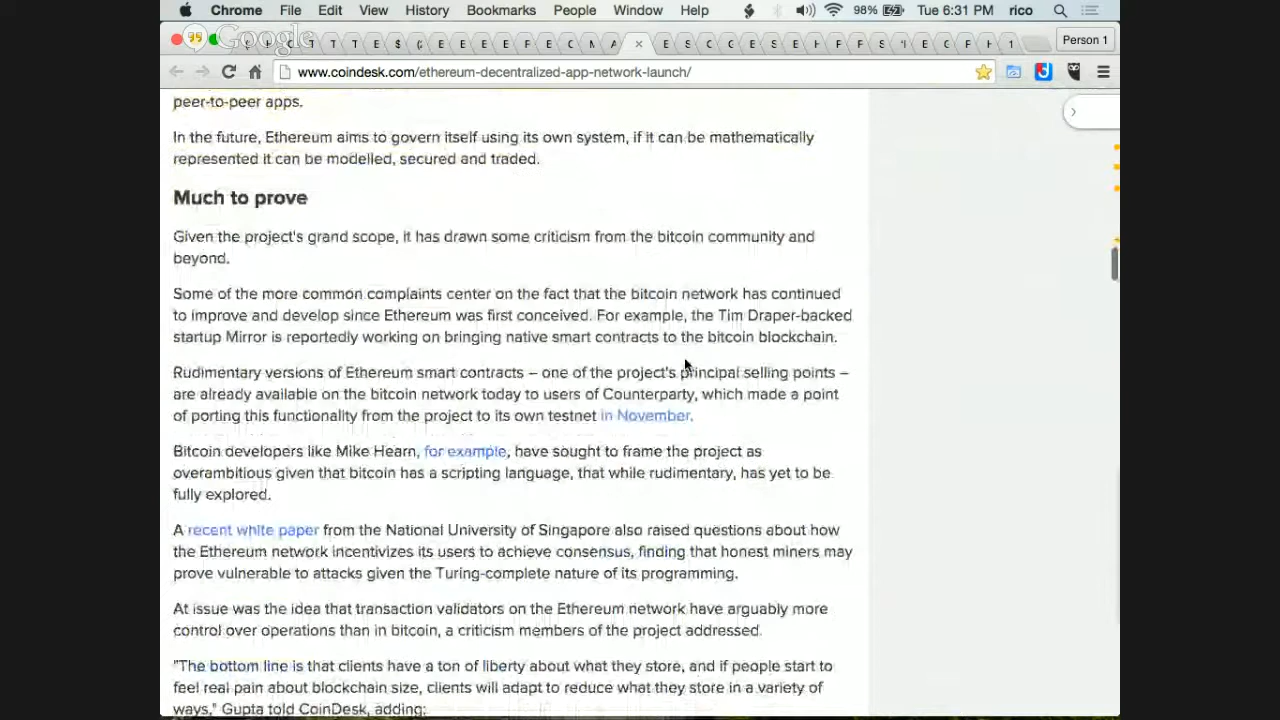 Chrome File Edit View History Bookmarks People Window Help 98% Tue 6:31 PM rico
Google
Person 1
www.coindesk.com/ethereum-decentralized-app-network-launch/
peer-to-peer apps.
In the future, Ethereum aims to govern itself using its own system, if it can be mathematically
represented it can be modelled, secured and traded.
Much to prove
Given the project's grand scope, it has drawn some criticism from the bitcoin community and
beyond.
Some of the more common complaints center on the fact that the bitcoin network has continued
to improve and develop since Ethereum was first conceived. For example, the Tim Draper-backed
startup Mirror is reportedly working on bringing native smart contracts to the bitcoin blockchain.
Rudimentary versions of Ethereum smart contracts – one of the project's principal selling points –
are already available on the bitcoin network today to users of Counterparty, which made a point
of porting this functionality from the project to its own testnet in November.
Bitcoin developers like Mike Hearn, for example, have sought to frame the project as
overambitious given that bitcoin has a scripting language, that while rudimentary, has yet to be
fully explored.
A recent white paper from the National University of Singapore also raised questions about how
the Ethereum network incentivizes its users to achieve consensus, finding that honest miners may
prove vulnerable to attacks given the Turing-complete nature of its programming.
At issue was the idea that transaction validators on the Ethereum network have arguably more
control over operations than in bitcoin, a criticism members of the project addressed.
"The bottom line is that clients have a ton of liberty about what they store, and if people start to
feel real pain about blockchain size, clients will adapt to reduce what they store in a variety of
ways," Gupta told CoinDesk, adding: